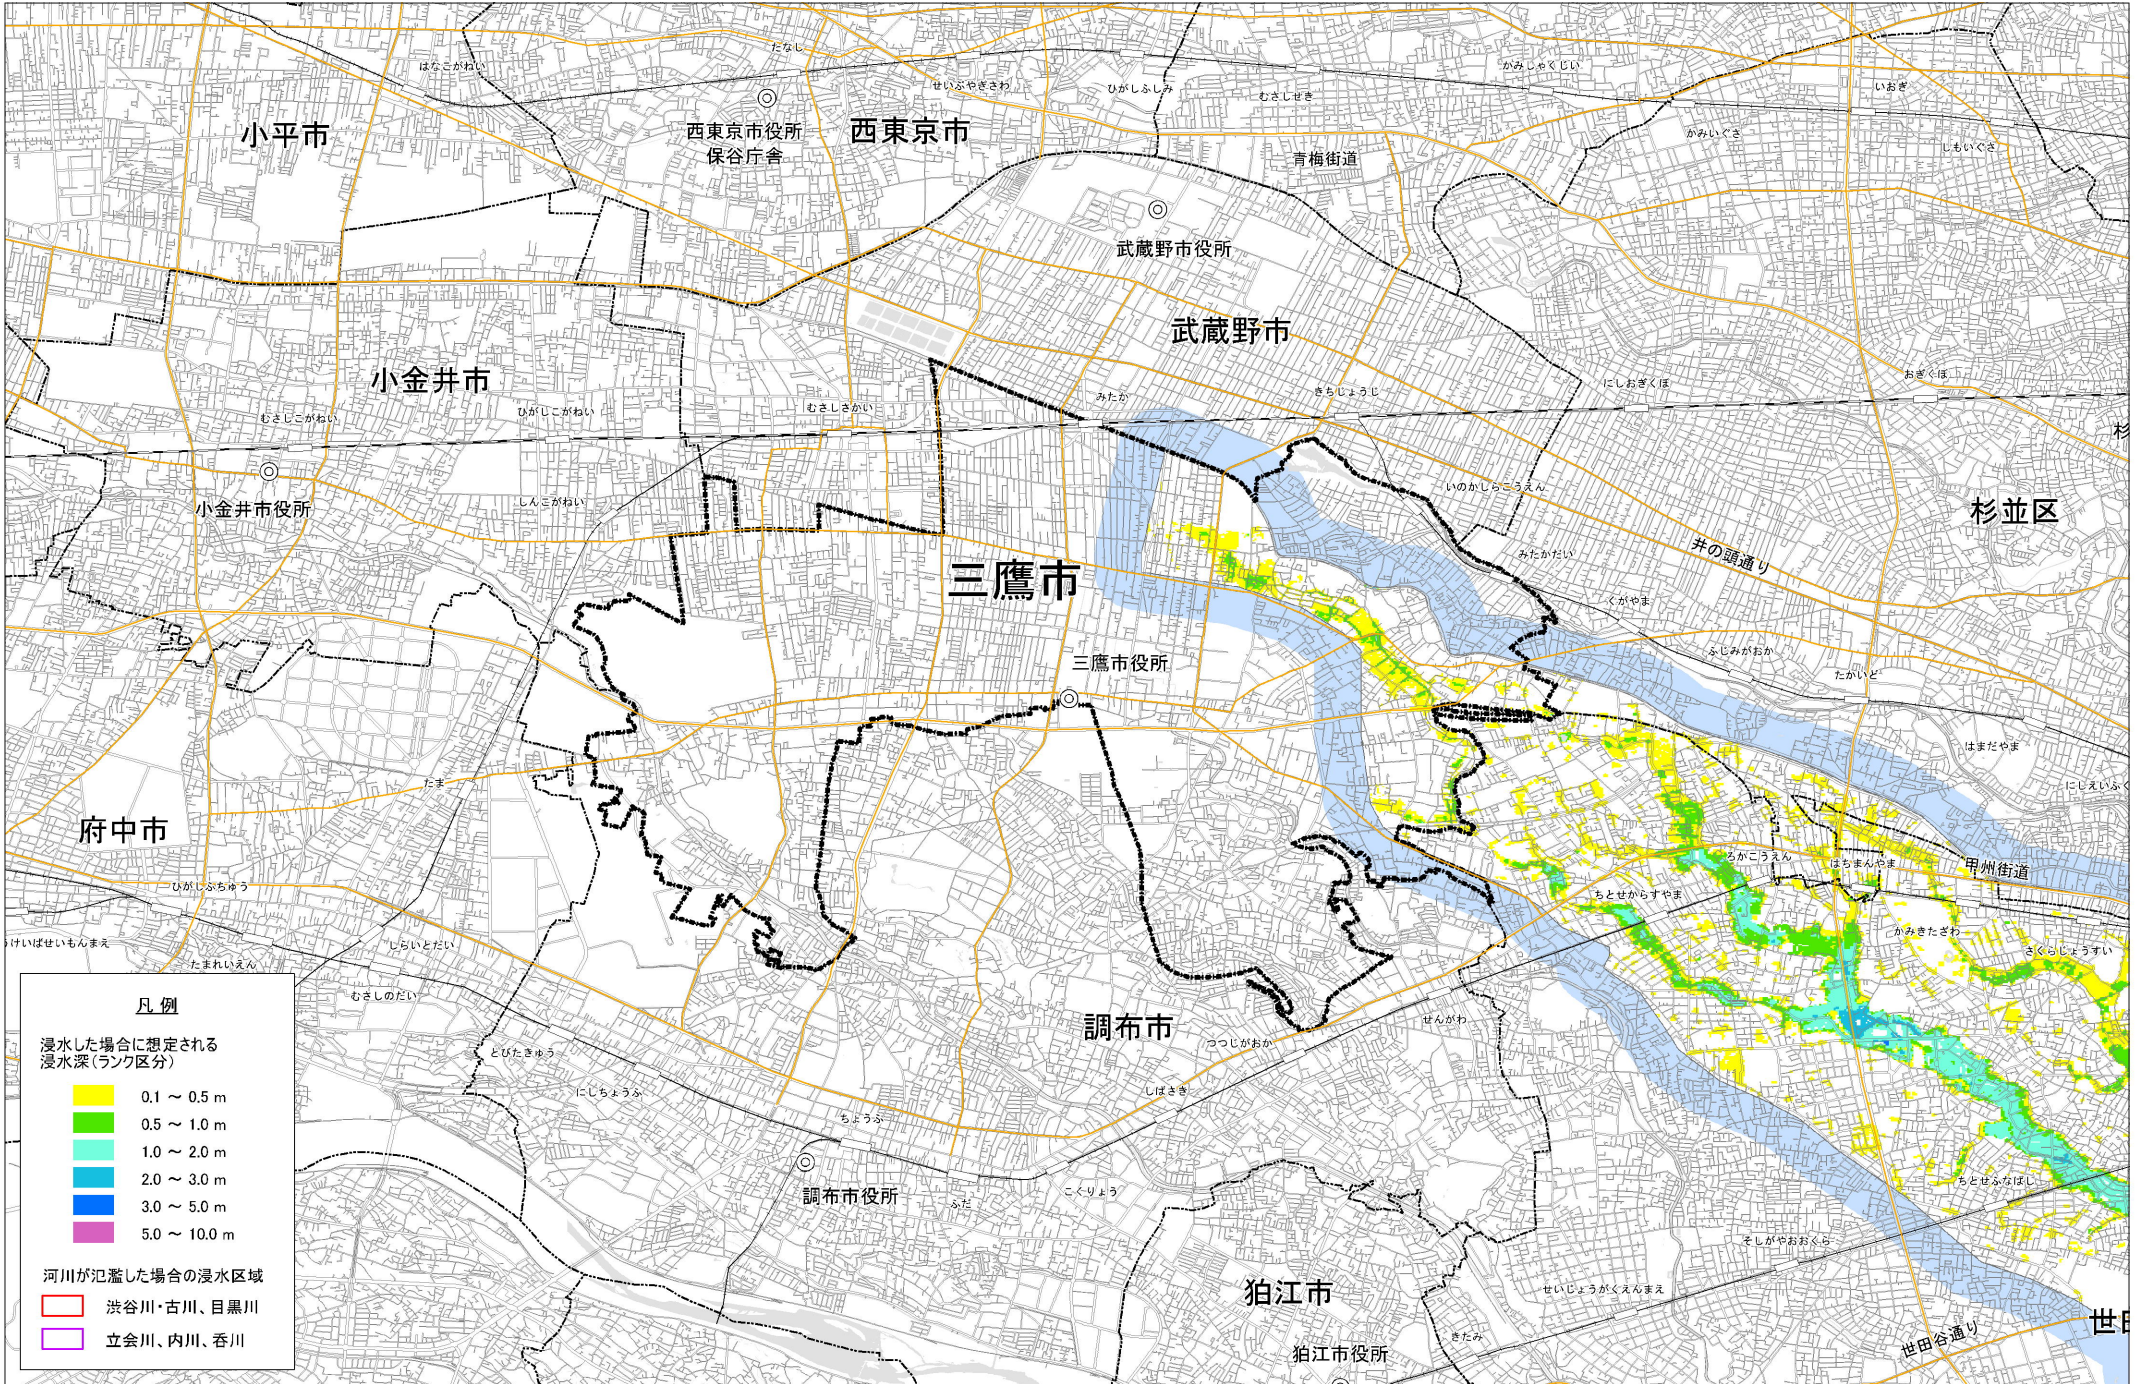 はなこがねい
たなし
せいぶやぎさわ
ひがしふしみ
むさしせき
かみしゃくじい
いおぎ
小平市
西東京市役所
保谷庁舎
西東京市
青梅街道
かみいぐさ
しもいぐさ
武蔵野市役所
武蔵野市
小金井市
むさしこがねい
ひがしこがねい
むさしさかい
みたか
きちじょうじ
にしおぎくぼ
おぎくぼ
杉
小金井市役所
しんこがねい
いのかしらこうえん
杉並区
三鷹市
みたかだい
井の頭通り
くがやま
三鷹市役所
ふじみがおか
たかいど
はまだやま
にしえいふく
たま
府中市
ひがしふちゅう
ろかこうえん
はちまんやま
甲州街道
ちとせからすやま
うけいばせいもんまえ
しらいとだい
かみきたざわ
さくらじょうすい
たまれいえん
むさしのだい
調布市
せんがわ
つつじがおか
とびたきゅう
にしちょうふ
しばさき
ちょうふ
調布市役所
ふだ
こくりょう
ちとせふなばし
そしがやおおくら
狛江市
せいじょうがくえんまえ
きたみ
狛江市役所
世田谷通り
世田
凡例
浸水した場合に想定される
浸水深(ランク区分)
0.1 ～ 0.5 m
0.5 ～ 1.0 m
1.0 ～ 2.0 m
2.0 ～ 3.0 m
3.0 ～ 5.0 m
5.0 ～ 10.0 m
河川が氾濫した場合の浸水区域
渋谷川・古川、目黒川
立会川、内川、呑川